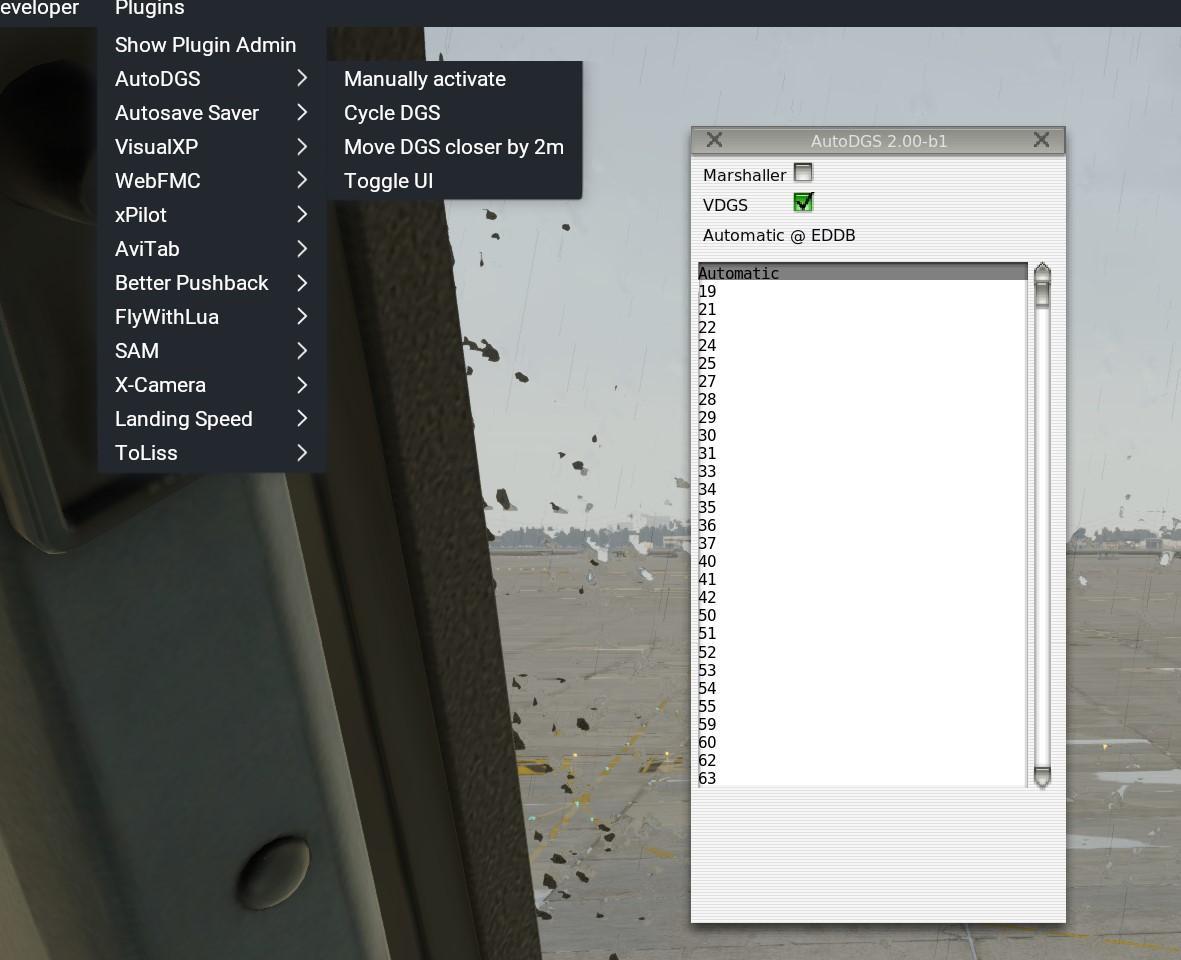 eveloper Plugins
Show Plugin Admin
AutoDGS
Autosave Saver
VisualXP
WebFMC
xPilot
AviTab
Better Pushback
FlyWithLua
SAM
X-Camera
Landing Speed
ToLiss
Manually activate
Cycle DGS
Move DGS closer by 2m
Toggle UI
AutoDGS 2.00-b1
Marshaller
VDGS
Automatic @ EDDB
Automatic
19
21
22
24
25
27
28
29
30
31
33
34
35
36
37
40
41
42
50
51
52
53
54
55
59
60
62
63